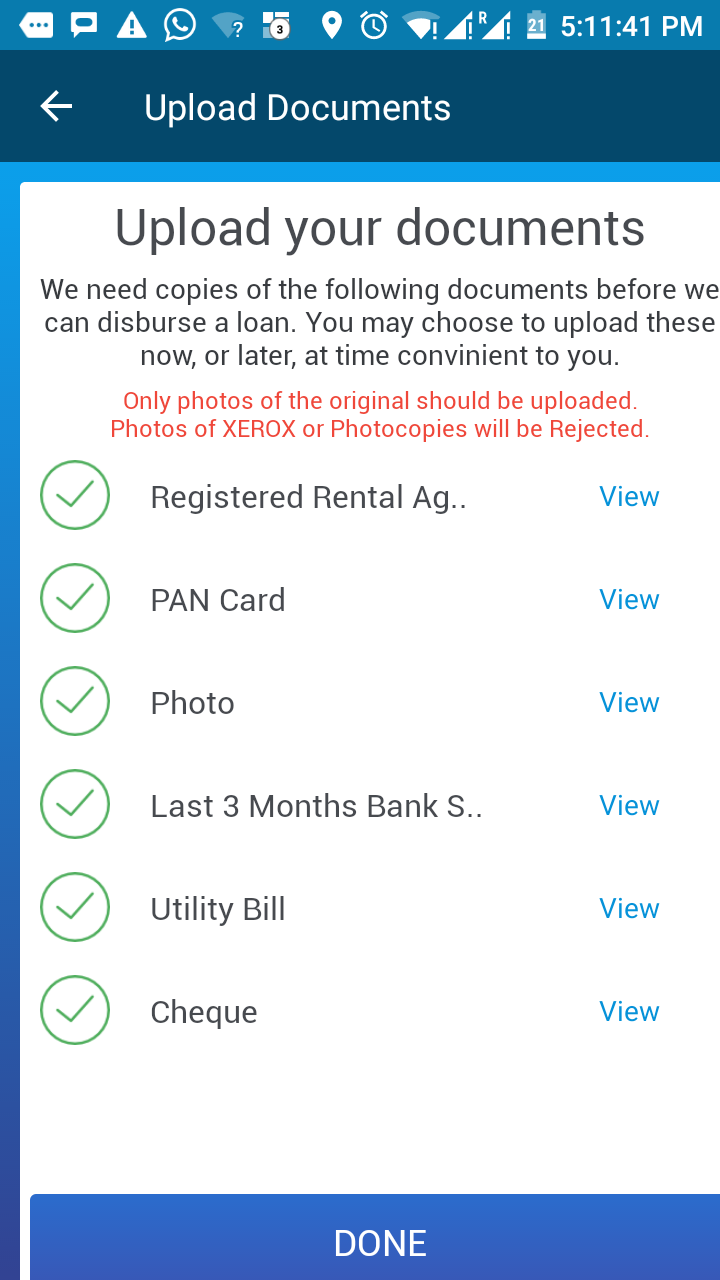 ? 3 R 21 5:11:41 PM
Upload Documents
Upload your documents
We need copies of the following documents before we
can disburse a loan. You may choose to upload these
now, or later, at time convinient to you.
Only photos of the original should be uploaded.
Photos of XEROX or Photocopies will be Rejected.
Registered Rental Ag.. View
PAN Card View
Photo View
Last 3 Months Bank S.. View
Utility Bill View
Cheque View
DONE